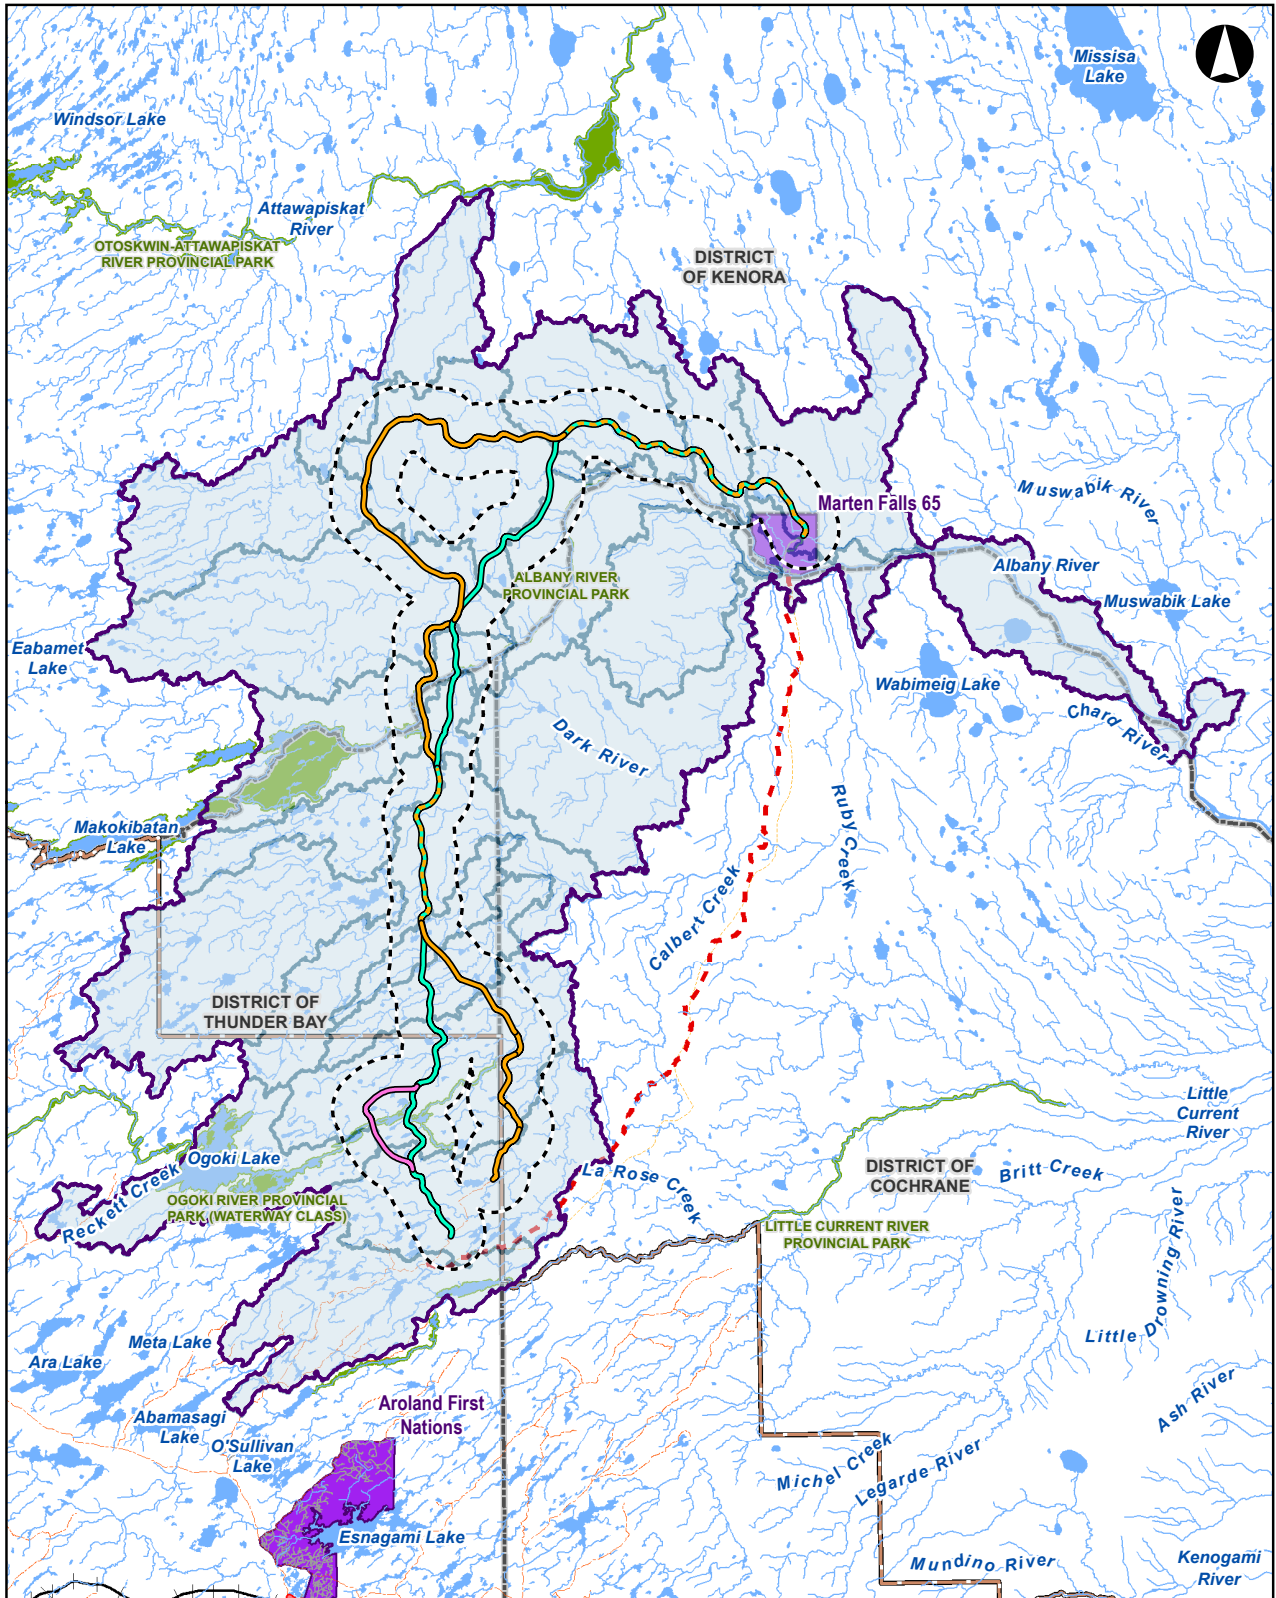 Missisa
Lake
Windsor Lake
Attawapiskat
River
OTOSKWIN-ATTAWAPISKAT
RIVER PROVINCIAL PARK
DISTRICT
OF KENORA
Muswabik River
Marten Falls 65
Albany River
ALBANY RIVER
PROVINCIAL PARK
Muswabik Lake
Eabamet
Lake
Wabimeig Lake
Chard River
Dark River
Ruby Creek
Makokibatan
Lake
Calbert Creek
DISTRICT OF
THUNDER BAY
Little
Current
River
Ogoki Lake
DISTRICT OF
COCHRANE
Britt Creek
La Rose Creek
Reckett Creek
OGOKI RIVER PROVINCIAL
PARK (WATERWAY CLASS)
LITTLE CURRENT RIVER
PROVINCIAL PARK
Little Drowning River
Meta Lake
Ara Lake
Ash River
Aroland First
Nations
Abamasagi
Lake
O'Sullivan
Lake
Michel Creek
Legarde River
Esnagami Lake
Mundino River
Kenogami
River